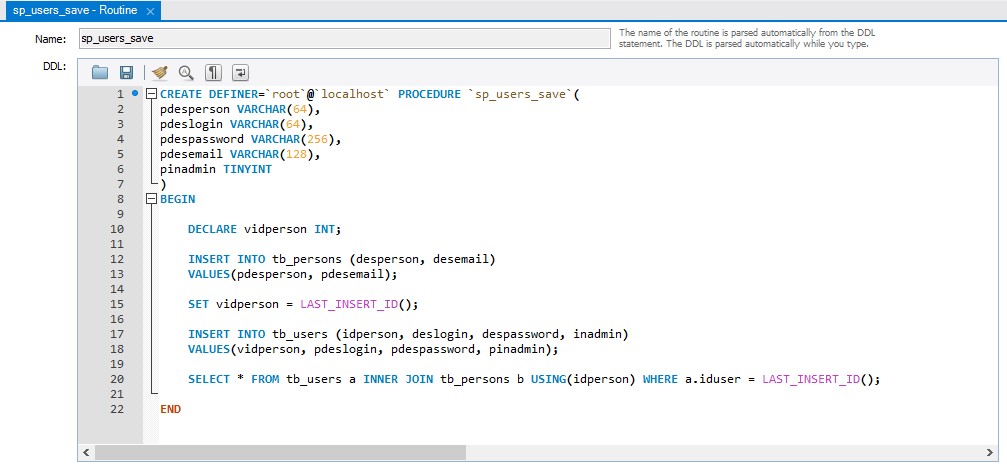 sp_users_save - Routine ×
Name: sp_users_save
The name of the routine is parsed automatically from the DDL
statement. The DDL is parsed automatically while you type.
DDL:
1 CREATE DEFINER=`root`@`localhost` PROCEDURE `sp_users_save`(
2 pdesperson VARCHAR(64),
3 pdeslogin VARCHAR(64),
4 pdespassword VARCHAR(256),
5 pdesemail VARCHAR(128),
6 pinadmin TINYINT
7 )
8 BEGIN
9
10 DECLARE vidperson INT;
11
12 INSERT INTO tb_persons (desperson, desemail)
13 VALUES(pdesperson, pdesemail);
14
15 SET vidperson = LAST_INSERT_ID();
16
17 INSERT INTO tb_users (idperson, deslogin, despassword, inadmin)
18 VALUES(vidperson, pdeslogin, pdespassword, pinadmin);
19
20 SELECT * FROM tb_users a INNER JOIN tb_persons b USING(idperson) WHERE a.iduser = LAST_INSERT_ID();
21
22 END